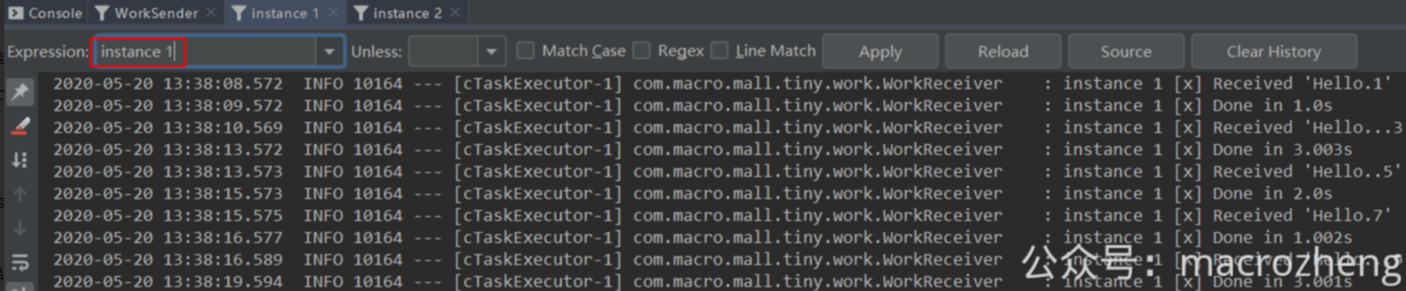 Console WorkSender instance 1 instance 2
Expression: instance 1 Unless: Match Case Regex Line Match Apply Reload Source Clear History
2020-05-20 13:38:08.572 INFO 10164 --- [cTaskExecutor-1] com.macro.mall.tiny.work.WorkReceiver : instance 1 [x] Received 'Hello.1'
2020-05-20 13:38:09.572 INFO 10164 --- [cTaskExecutor-1] com.macro.mall.tiny.work.WorkReceiver : instance 1 [x] Done in 1.0s
2020-05-20 13:38:10.569 INFO 10164 --- [cTaskExecutor-1] com.macro.mall.tiny.work.WorkReceiver : instance 1 [x] Received 'Hello...3
2020-05-20 13:38:13.572 INFO 10164 --- [cTaskExecutor-1] com.macro.mall.tiny.work.WorkReceiver : instance 1 [x] Done in 3.003s
2020-05-20 13:38:13.573 INFO 10164 --- [cTaskExecutor-1] com.macro.mall.tiny.work.WorkReceiver : instance 1 [x] Received 'Hello..5'
2020-05-20 13:38:15.573 INFO 10164 --- [cTaskExecutor-1] com.macro.mall.tiny.work.WorkReceiver : instance 1 [x] Done in 2.0s
2020-05-20 13:38:15.575 INFO 10164 --- [cTaskExecutor-1] com.macro.mall.tiny.work.WorkReceiver : instance 1 [x] Received 'Hello.7'
2020-05-20 13:38:16.577 INFO 10164 --- [cTaskExecutor-1] com.macro.mall.tiny.work.WorkReceiver : instance 1 [x] Done in 1.002s
2020-05-20 13:38:16.589 INFO 10164 --- [cTaskExecutor-1] com.macro.mall.tiny.work.WorkReceiver : instance 1 [x]
2020-05-20 13:38:19.594 INFO 10164 --- [cTaskExecutor-1] com.macro.mall.tiny.work.WorkReceiver : instance 1 [x] Done in 3.001s
公众号：macrozheng